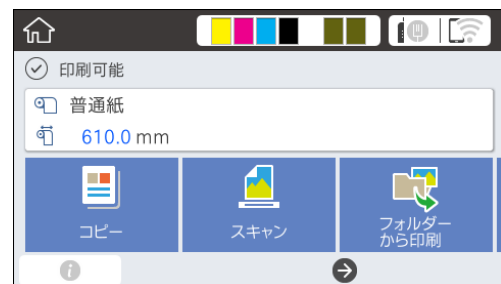 印刷可能
普通紙
610.0 mm
コピー
スキャン
フォルダー
から印刷